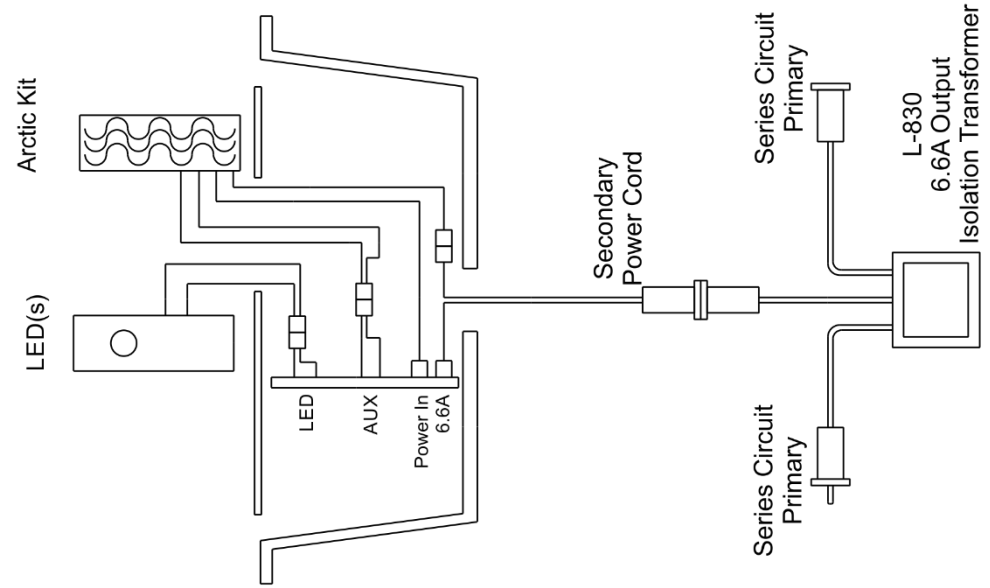 Arctic Kit
LED(s)
LED
AUX
Power In
6.6A
Secondary
Power Cord
Series Circuit
Primary
Series Circuit
Primary
L-830
6.6A Output
Isolation Transformer